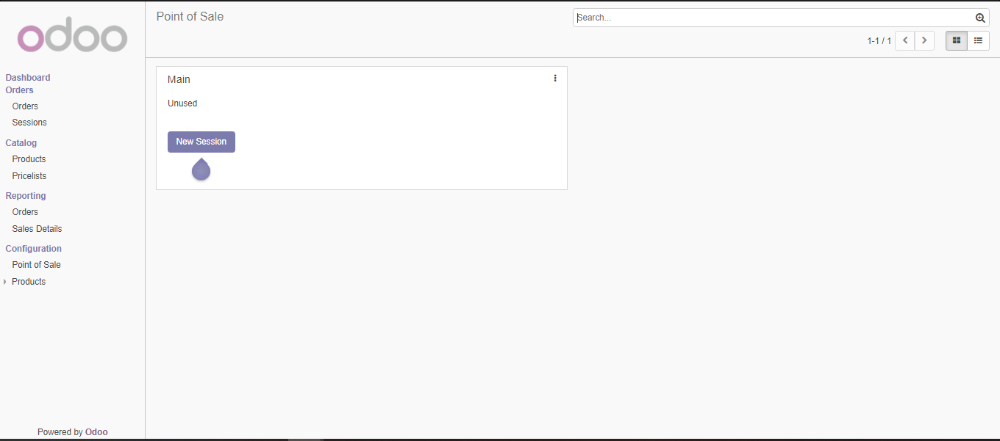 odoo
Dashboard
Orders
Orders
Sessions
Catalog
Products
Pricelists
Reporting
Orders
Sales Details
Configuration
Point of Sale
Products
Powered by Odoo
Point of Sale
Search...
1-1 / 1
Main
Unused
New Session